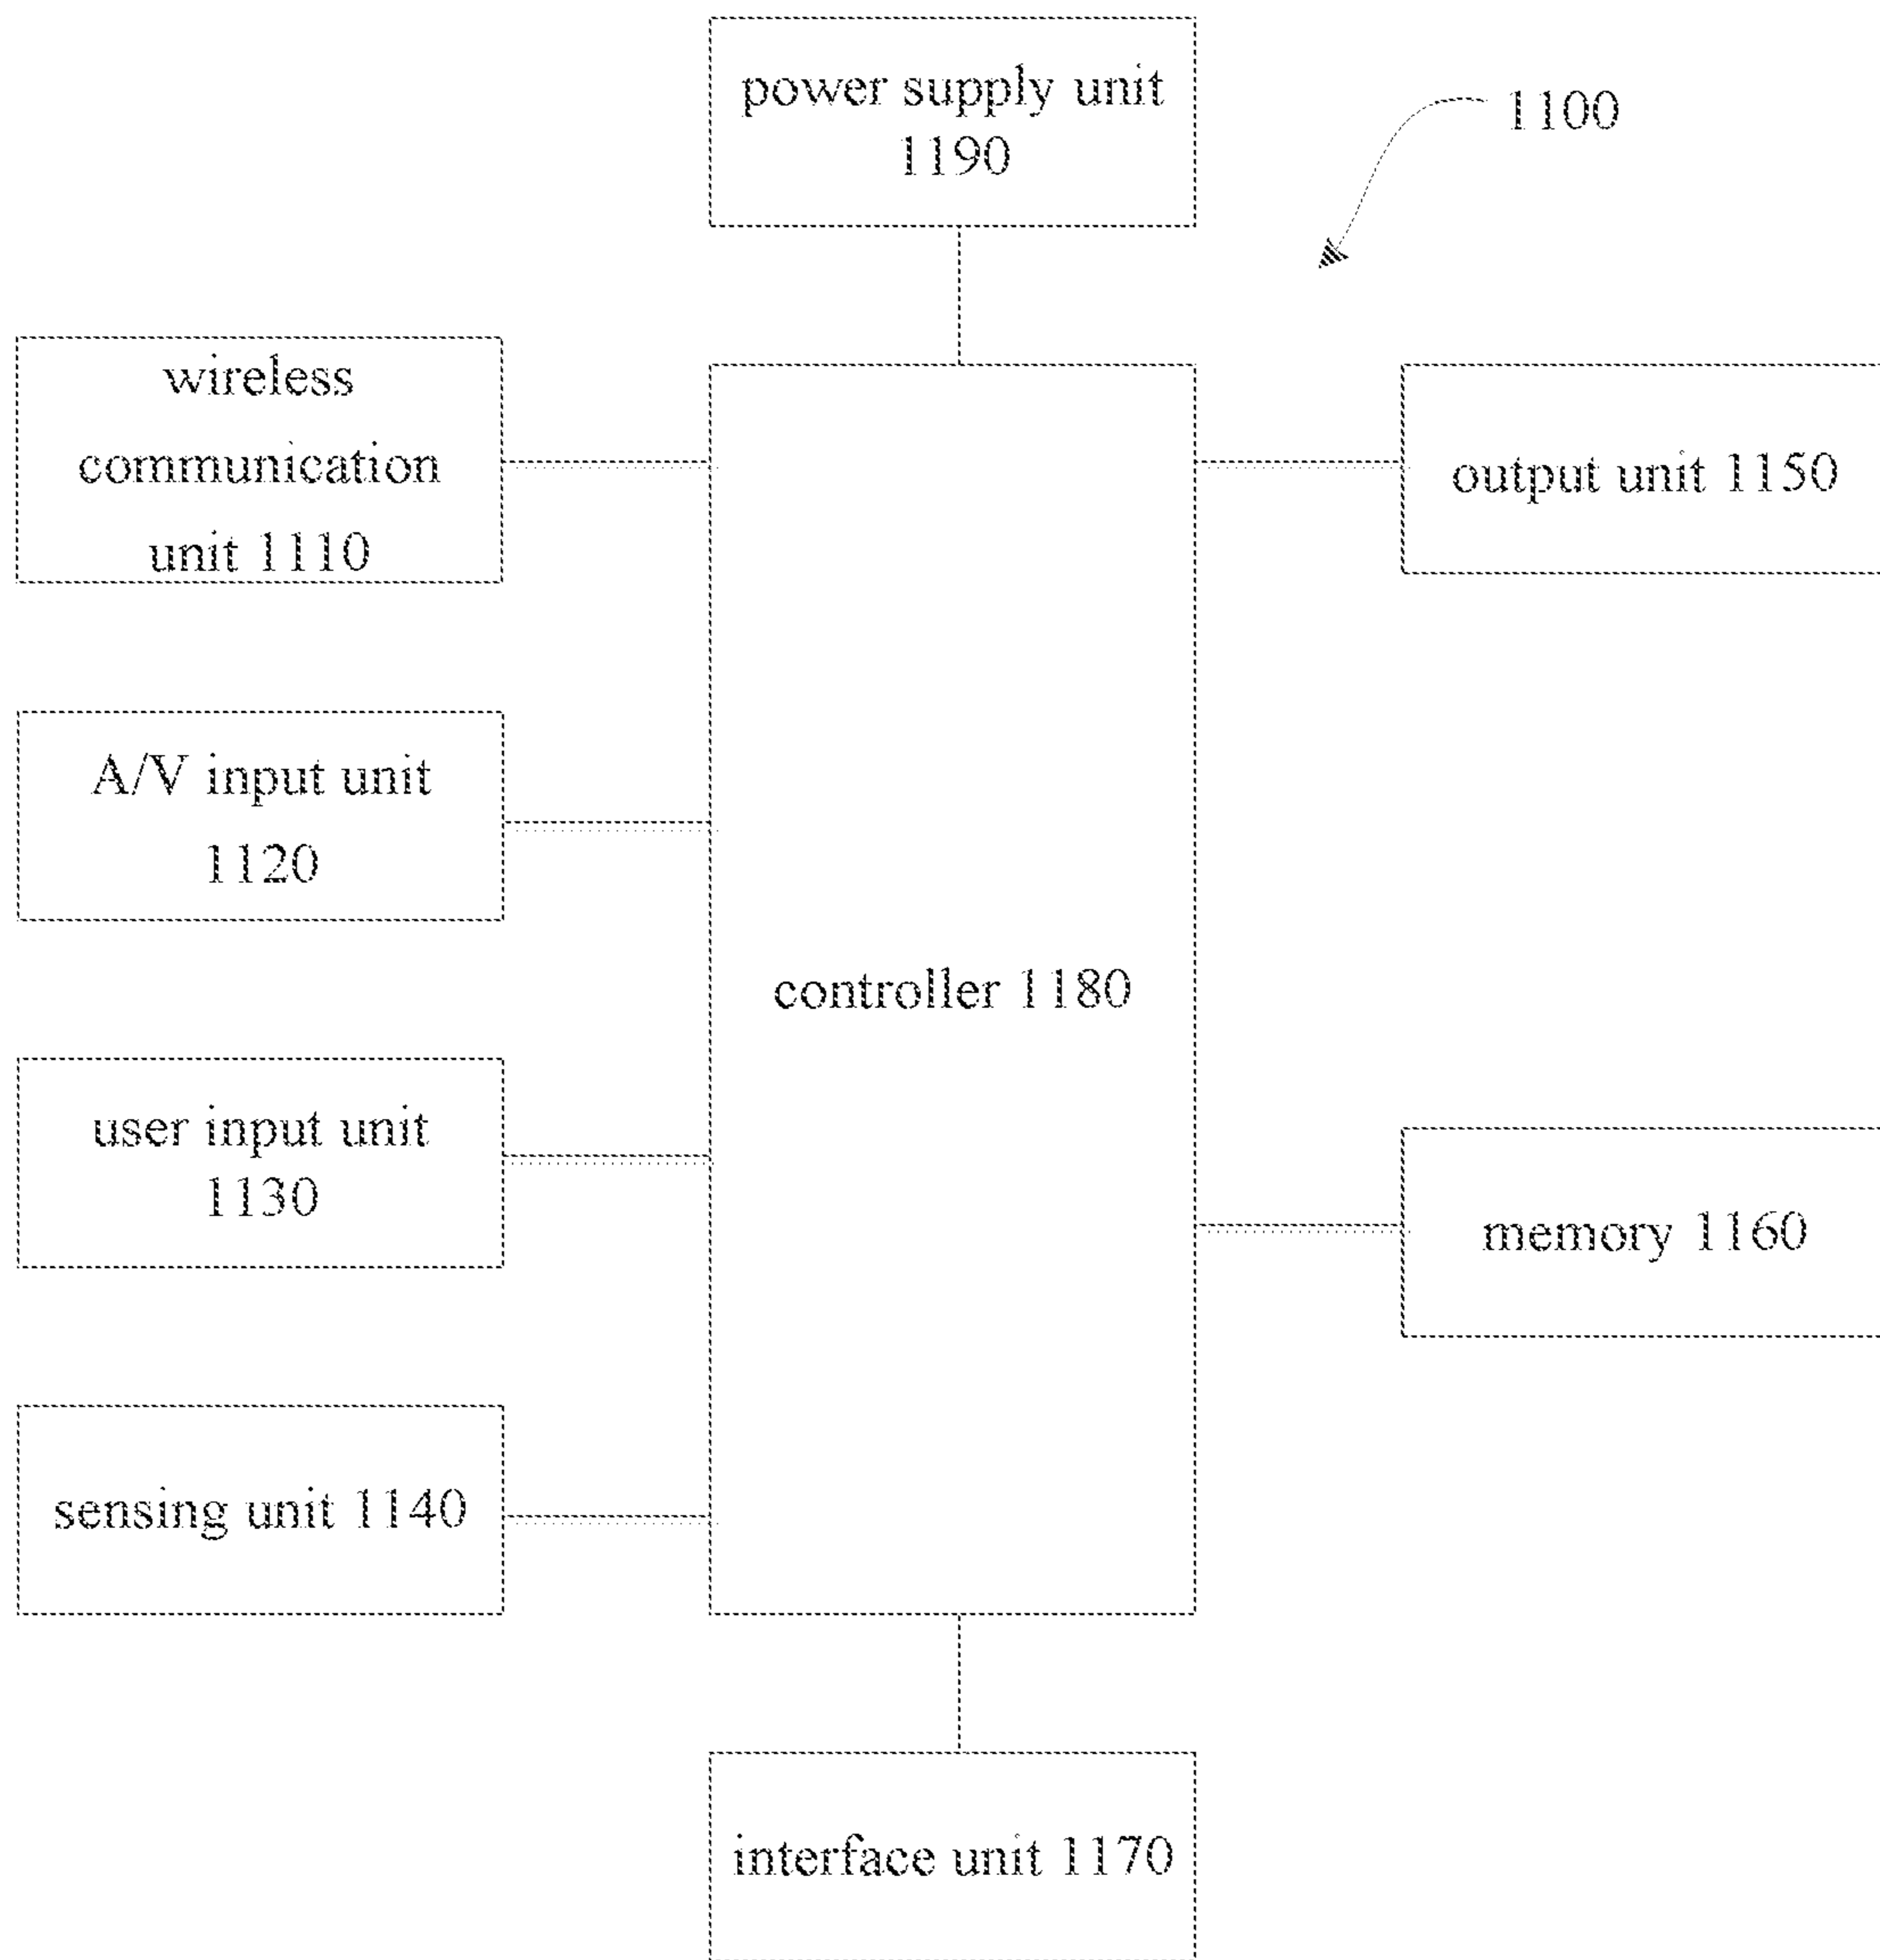 power supply unit
1190
1100
wireless
communication
unit 1110
output unit 1150
A/V input unit
1120
controller 1180
user input unit
1130
memory 1160
sensing unit 1140
interface unit 1170